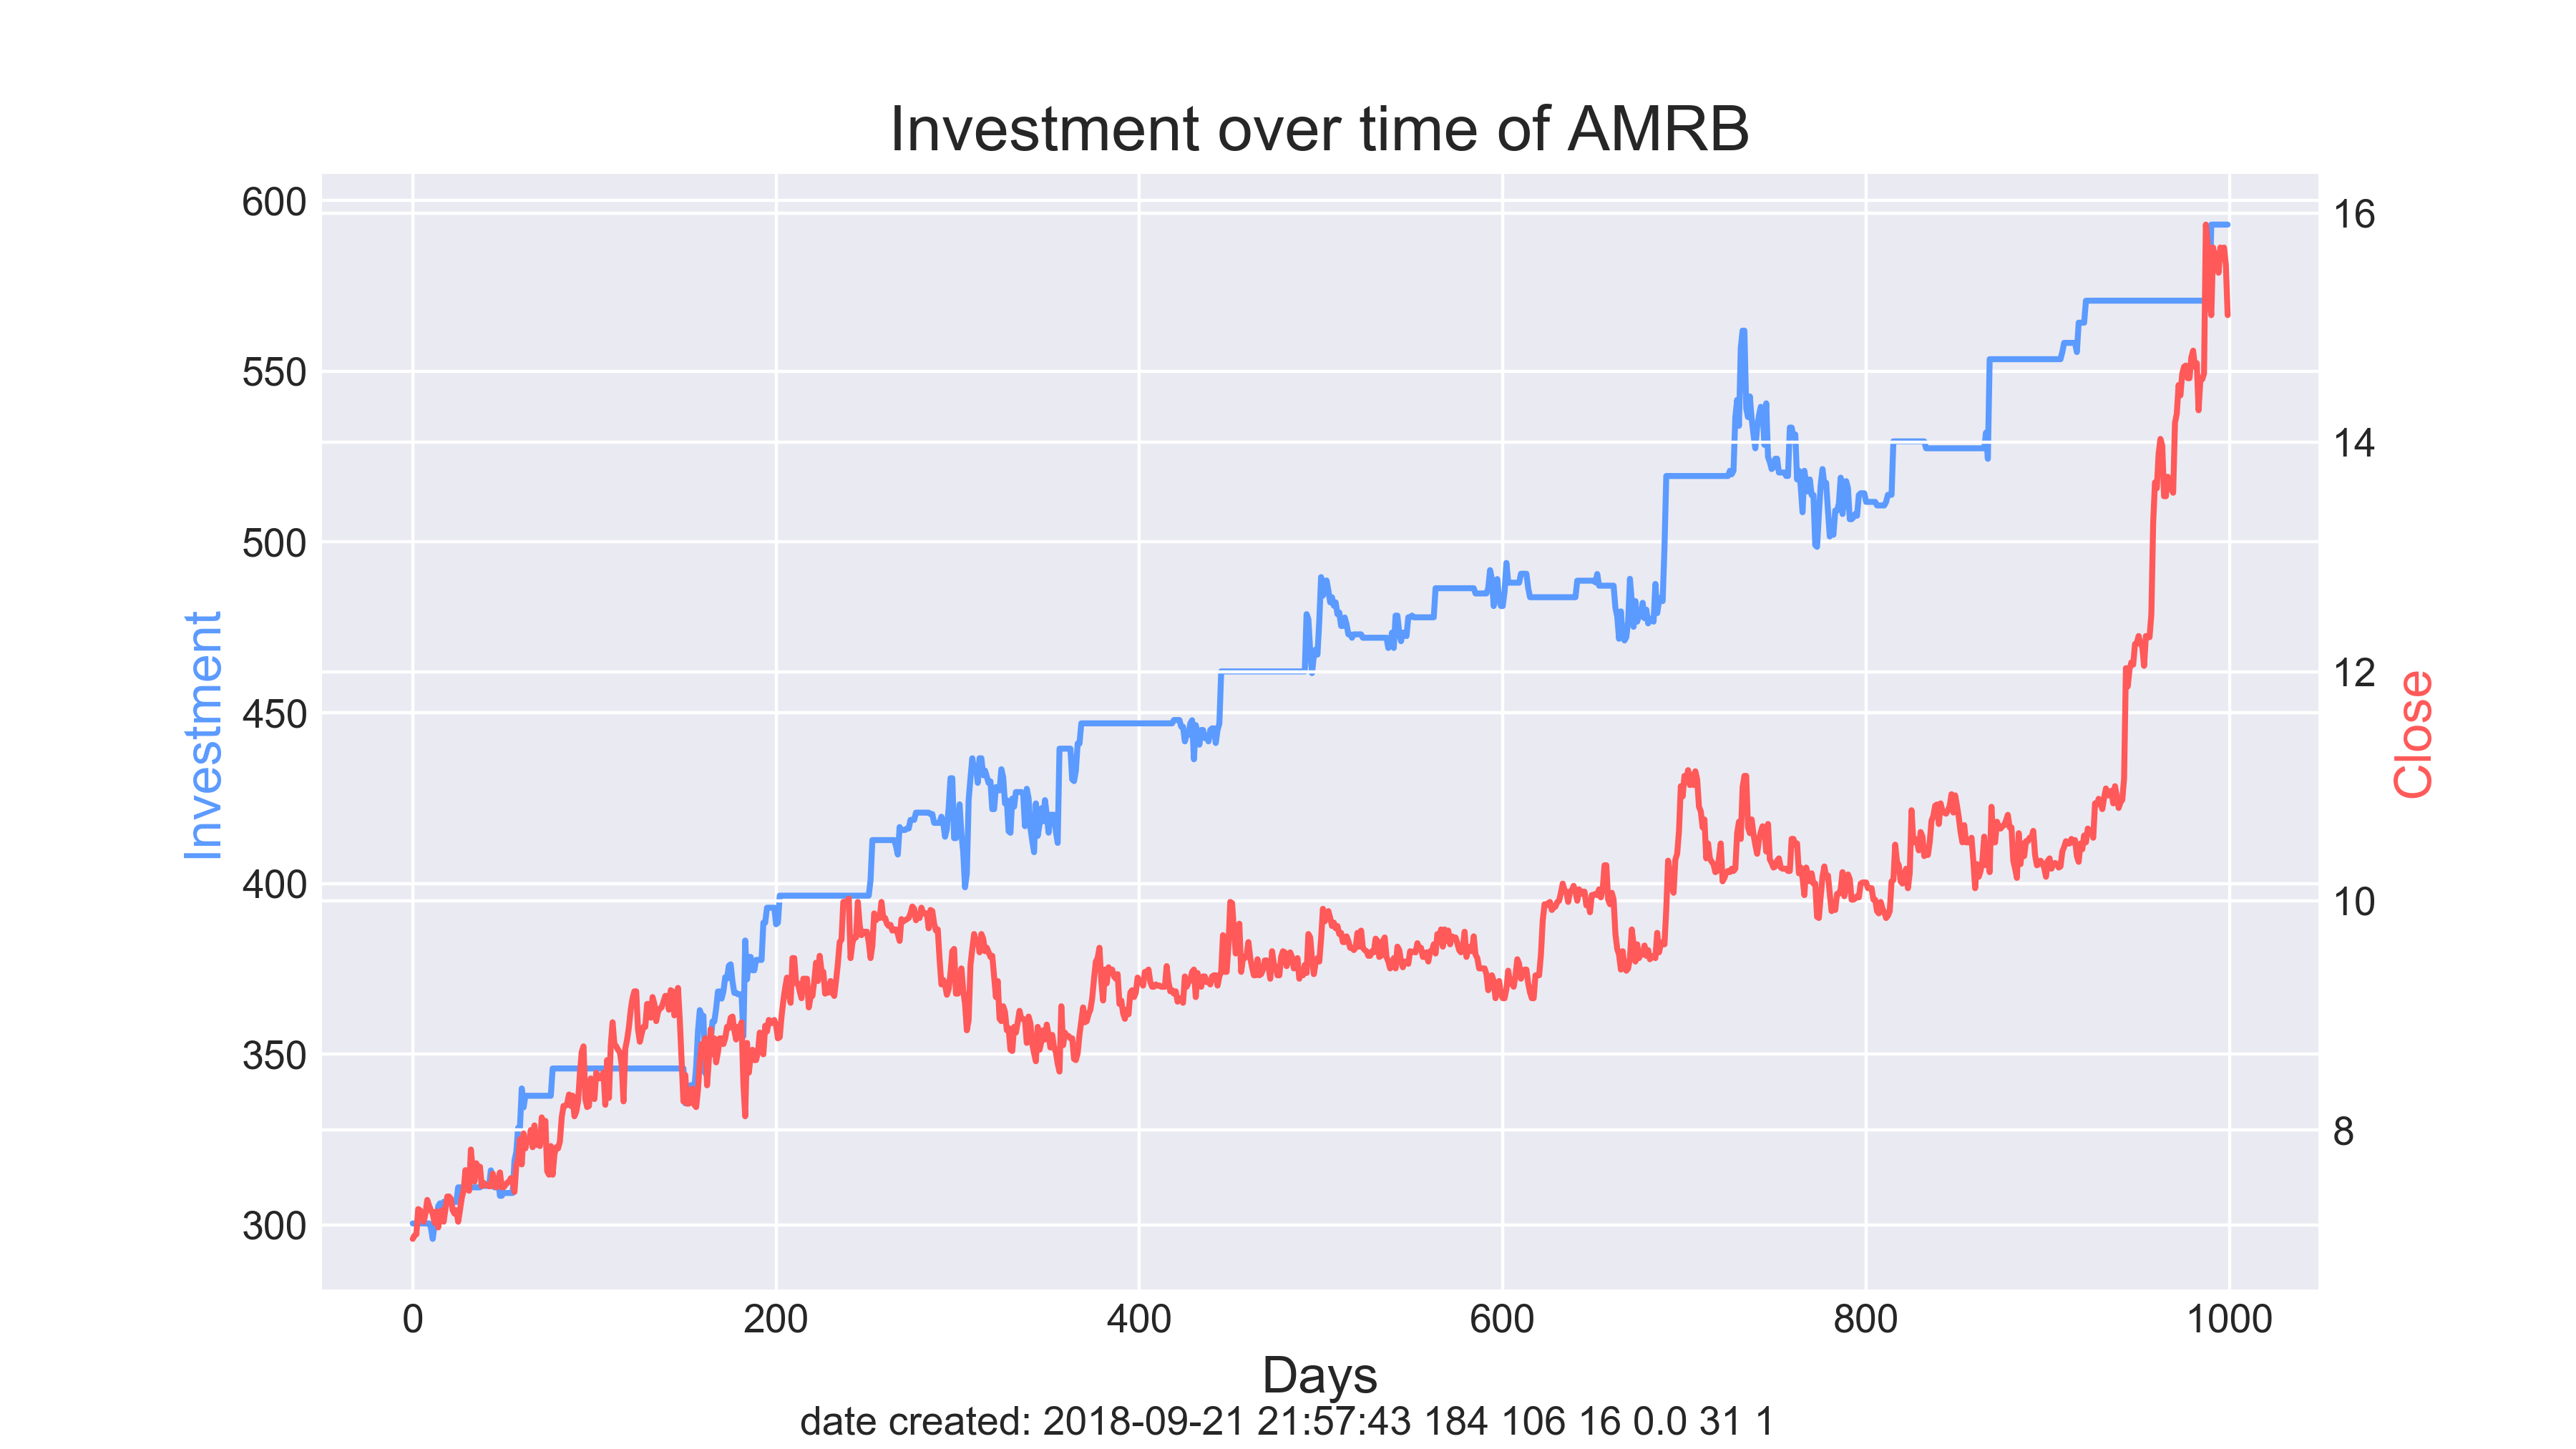 Investment over time of AMRB
600
550
500
450
400
350
300
Investment
16
14
12
10
8
Close
0 200 400 600 800 1000
Days
date created: 2018-09-21 21:57:43 184 106 16 0.0 31 1